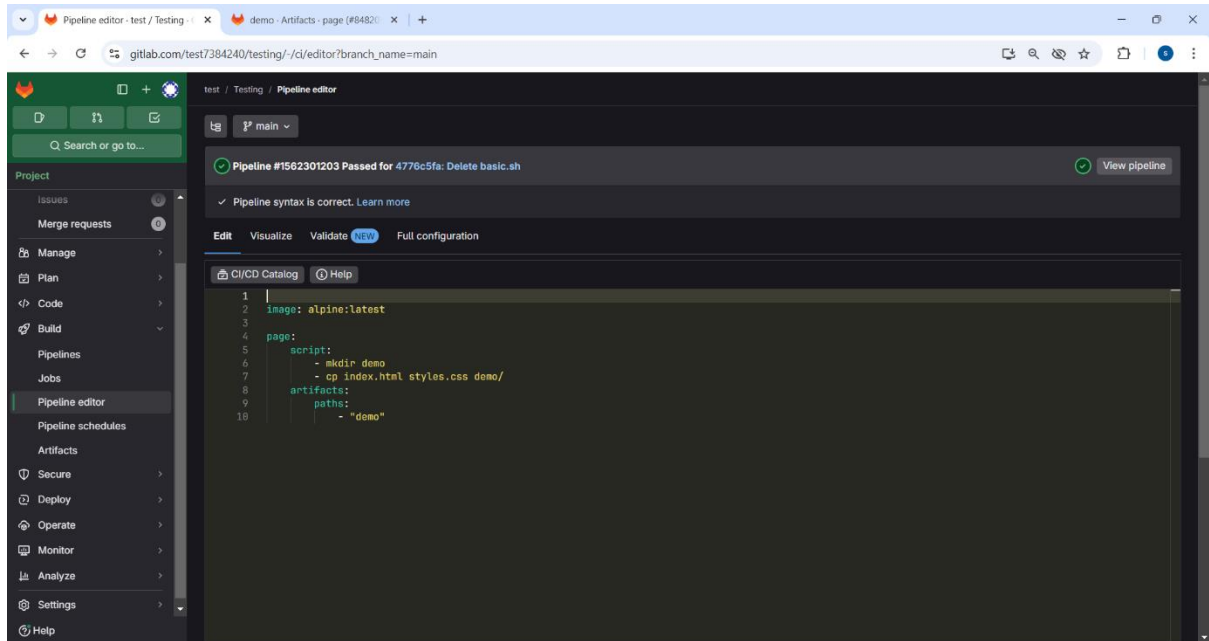 Pipeline editor · test / Testing · 
demo · Artifacts · page (#84820
gitlab.com/test7384240/testing/-/ci/editor?branch_name=main
s
test / Testing / Pipeline editor
main
Search or go to...
Pipeline #1562301203 Passed for 4776c5fa: Delete basic.sh
View pipeline
Project
Issues 0
Pipeline syntax is correct. Learn more
Merge requests 0
Edit Visualize Validate NEW Full configuration
Manage
CI/CD Catalog Help
Plan
Code
Build
Pipelines
Jobs
Pipeline editor
Pipeline schedules
Artifacts
Secure
Deploy
Operate
Monitor
Analyze
Settings
Help
1
2 image: alpine:latest
3
4 page:
5 script:
6 - mkdir demo
7 - cp index.html styles.css demo/
8 artifacts:
9 paths:
10 - "demo"